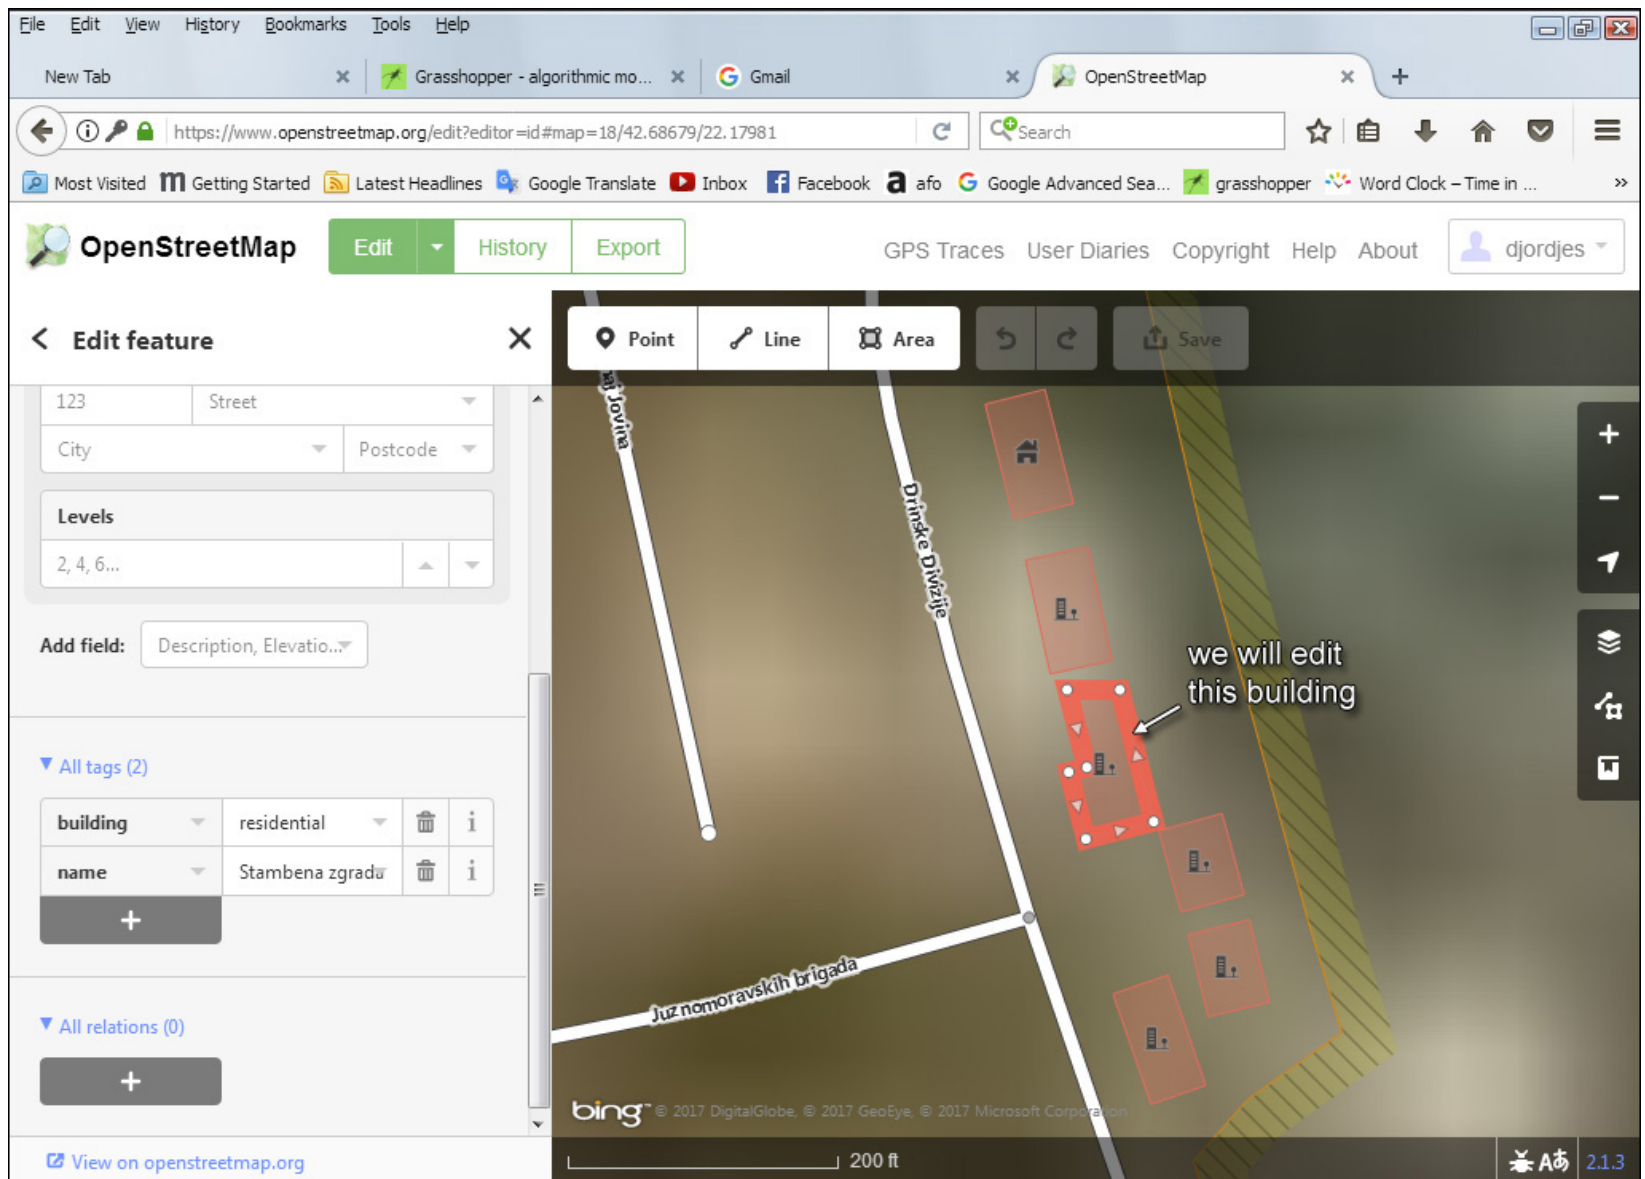 File Edit View History Bookmarks Tools Help
New Tab
Grasshopper - algorithmic mo...
Gmail
OpenStreetMap
https://www.openstreetmap.org/edit?editor=id#map=18/42.68679/22.17981
Search
Most Visited Getting Started Latest Headlines Google Translate Inbox Facebook afo Google Advanced Sea... grasshopper Word Clock – Time in ... »
OpenStreetMap
Edit History Export
GPS Traces User Diaries Copyright Help About djordjes
Edit feature
Point Line Area Save
123 Street
City Postcode
Levels
2, 4, 6...
Add field: Description, Elevatio...
All tags (2)
building residential
name Stambena zgrada
All relations (0)
View on openstreetmap.org
naj Jovina
Drinske Divizije
we will edit
this building
Juznomoravskih brigada
bing™ © 2017 DigitalGlobe, © 2017 GeoEye, © 2017 Microsoft Corporation
200 ft
Aあ 2.1.3